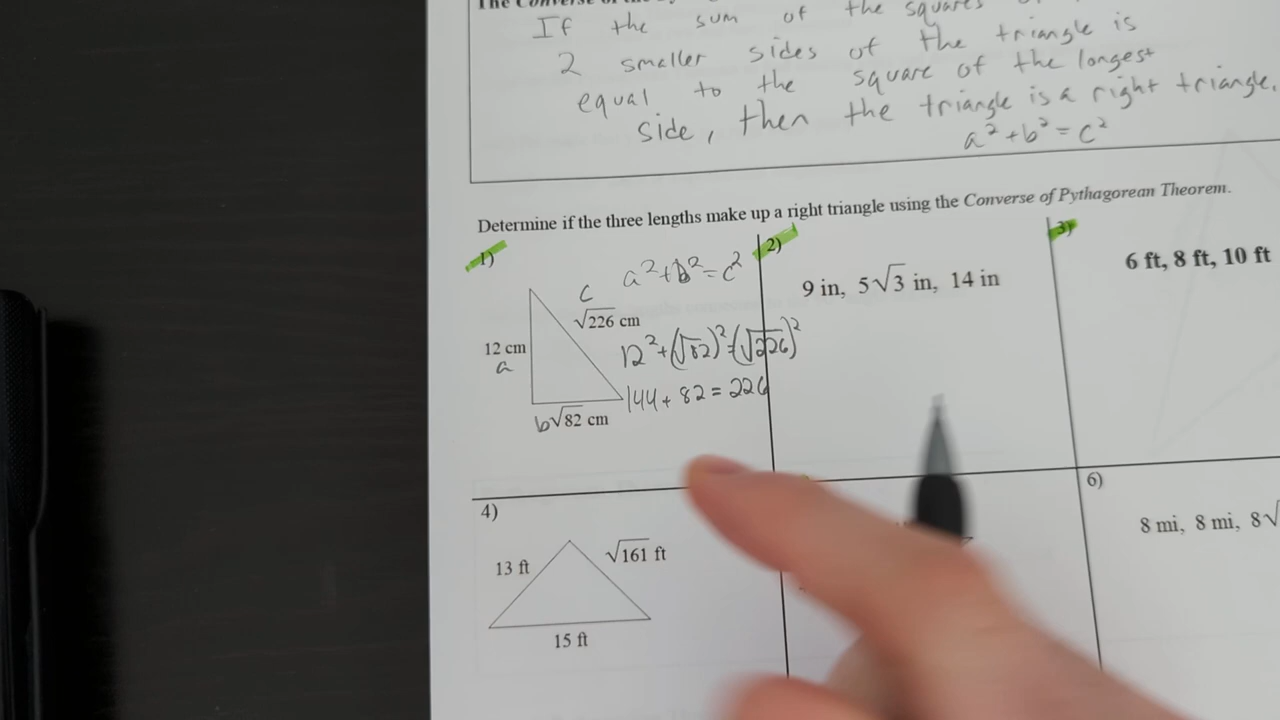 The Converse of the
If the sum of the squares
2 smaller sides of the triangle is
equal to the square of the longest
side, then the triangle is a right triangle.
a²+b²=c²
Determine if the three lengths make up a right triangle using the Converse of Pythagorean Theorem.
1)
a²+b²=c²
c
√226 cm
12 cm
a
b √82 cm
12²+(√82)²=(√226)²
144+82=226
2)
9 in, 5√3 in, 14 in
3)
6 ft, 8 ft, 10 ft
4)
13 ft
√161 ft
15 ft
6)
8 mi, 8 mi, 8√